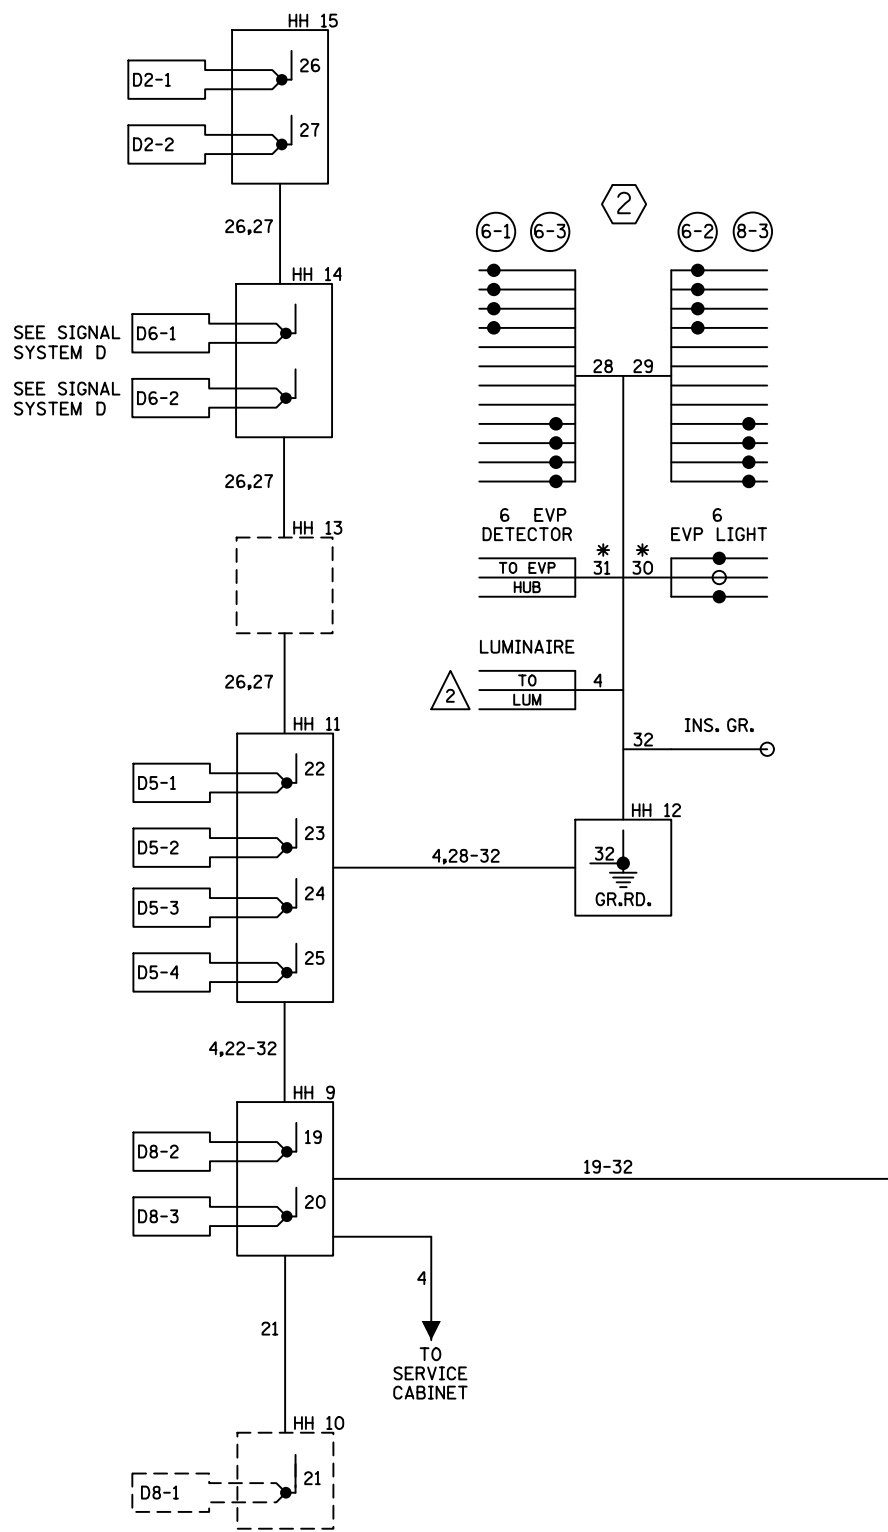 HH 15
D2-1
26
D2-2
27
26,27
HH 14
SEE SIGNAL
SYSTEM D
D6-1
SEE SIGNAL
SYSTEM D
D6-2
26,27
HH 13
26,27
HH 11
D5-1
22
D5-2
23
D5-3
24
D5-4
25
4,22-32
HH 9
D8-2
19
D8-3
20
21
HH 10
D8-1
21
2
6-1
6-3
6-2
8-3
28
29
6 EVP
DETECTOR
6
EVP LIGHT
* *
TO EVP
HUB
31
30
LUMINAIRE
2
TO
LUM
4
INS. GR.
32
HH 12
32
GR.RD.
4,28-32
19-32
4
TO
SERVICE
CABINET